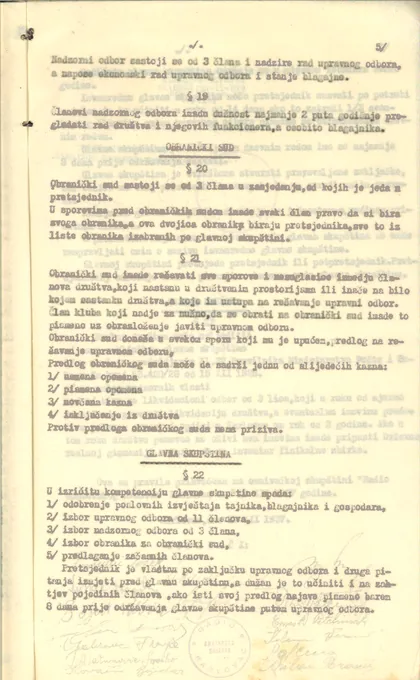 -/- 5/
Nadzorni odbor zastoji se od 3 člana i nadzire rad upravnog odbora,
a napose ekonomski rad upravnog odbora i stanje blagajne.
§ 19
Članovi nadzornog odbora imadu dužnost najmanje 2 puta godišnje pre-
gledati rad društva i njegovih funkcionera, a osobito blagajnika.
OBRANIČKI SUD
§ 20
Obranički sud zastoji se od 3 člana u zasjedanju, od kojih je jedan
pretsjednik.
U sporovima pred obraničkim sudom imade svaki član pravo da si bira
svoga obranika, a ova dvojica obranika biraju pretsjednika, sve to iz
liste obranika izabranih po glavnoj skupštini.
§ 21
Obranički sud imade rešavati sve sporove i nesuglasice izmedju čla-
nova društva, koji nastanu u društvenim prostorijama ili inače na bilo
kojem sastanku društva, a koje mu ustupa na rešavanje upravni odbor.
Član kluba koji nadje za nužno, da se obrati na obranički sud imade to
pismeno uz obrazloženje javiti upravnom odboru.
Obranički sud donaša u svakom sporu koji mu je upućen, predlog na re-
šavanje upravnom odboru.
Predlog obraničkog suda može da sadrži jednu od slijedećih kazna:
1/ usmena opomena
2/ pismena opomena
3/ novčana kazna
4/ isključenje iz društva
Protiv predloga obraničkog suda nema priziva.
GLAVNA SKUPŠTINA
§ 22
U izričitu kompetenciju glavne skupštine spada:
1/ odobrenje poslovnih izvještaja tajnika, blagajnika i gospodara,
2/ izbor upravnog odbora od 11 članova,
3/ izbor nadzornog odbora od 3 člana,
4/ izbor obranika za obranički sud,
5/ predlaganje začasnih članova.
Pretsjednik je vlastan po zaključku upravnog odbora i druga pi-
tanja iznijeti pred glavnu skupštinu, a dužan je to učiniti i na zah-
tjev pojedinih članova, ako isti svoj predlog najave pismeno barem
8 dana prije održavanja glavne skupštine putem upravnog odbora.